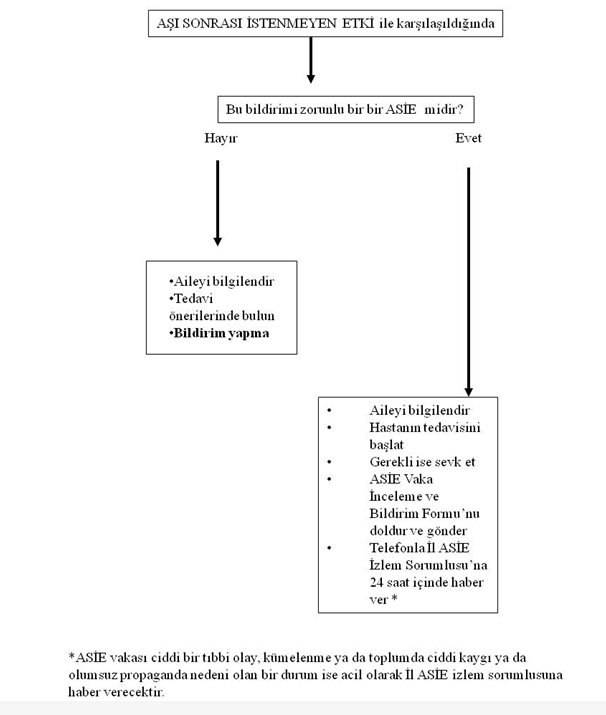 AŞI SONRASI İSTENMEYEN ETKİ ile karşılaşıldığında
Bu bildirimi zorunlu bir bir ASİE midir?
Hayır
Evet
•Aileyi bilgilendir
•Tedavi
önerilerinde bulun
•Bildirim yapma
• Aileyi bilgilendir
• Hastanın tedavisini
başlat
• Gerekli ise sevk et
• ASİE Vaka
İnceleme ve
Bildirim Formu’nu
doldur ve gönder
• Telefonla İl ASİE
İzlem Sorumlusu’na
24 saat içinde haber
ver *
*ASİE vakası ciddi bir tıbbi olay, kümelenme ya da toplumda ciddi kaygı ya da
olumsuz propaganda nedeni olan bir durum ise acil olarak İl ASİE izlem sorumlusuna
haber verecektir.